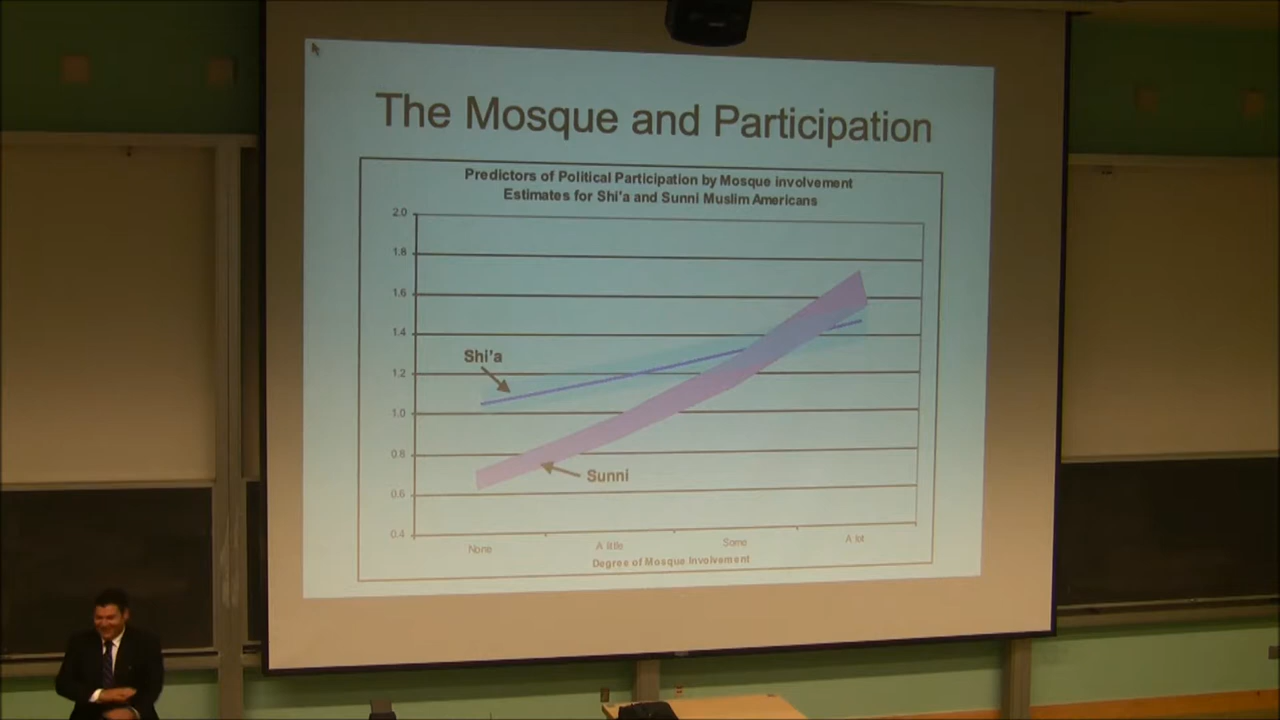 The Mosque and Participation
Predictors of Political Participation by Mosque involvement
Estimates for Shi'a and Sunni Muslim Americans
2.0
1.8
1.6
1.4
1.2
1.0
0.8
0.6
0.4
Shi'a
Sunni
None
A little
Some
A lot
Degree of Mosque Involvement